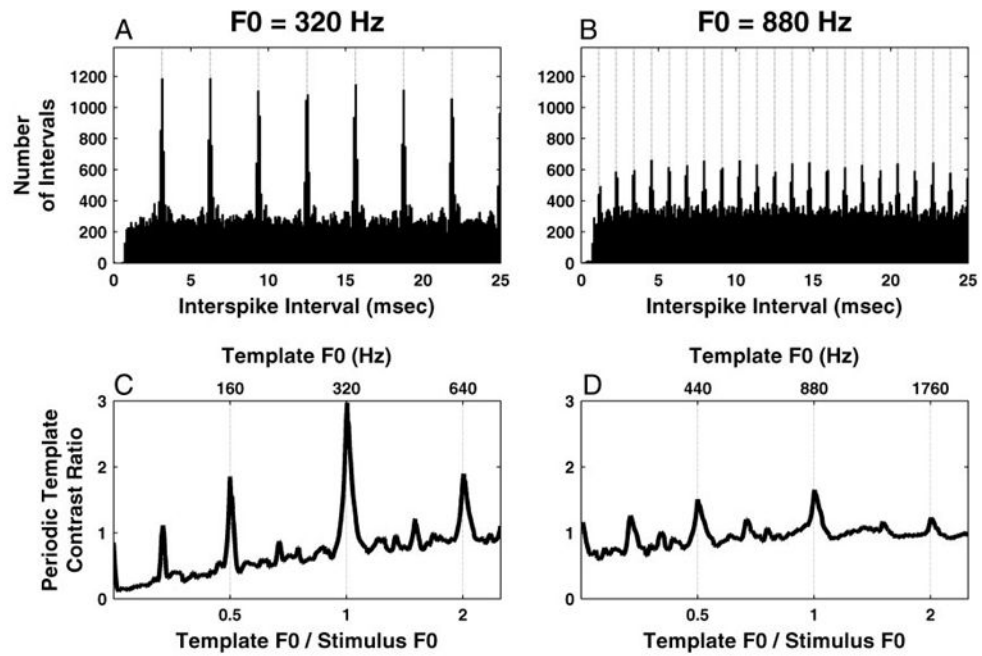 A F0 = 320 Hz
B F0 = 880 Hz
Number
of Intervals
1200
1000
800
600
400
200
0
0 5 10 15 20 25
Interspike Interval (msec)
1200
1000
800
600
400
200
0
0 5 10 15 20 25
Interspike Interval (msec)
Template F0 (Hz)
C 160 320 640
Periodic Template
Contrast Ratio
3
2
1
0
0.5 1 2
Template F0 / Stimulus F0
Template F0 (Hz)
D 440 880 1760
3
2
1
0
0.5 1 2
Template F0 / Stimulus F0